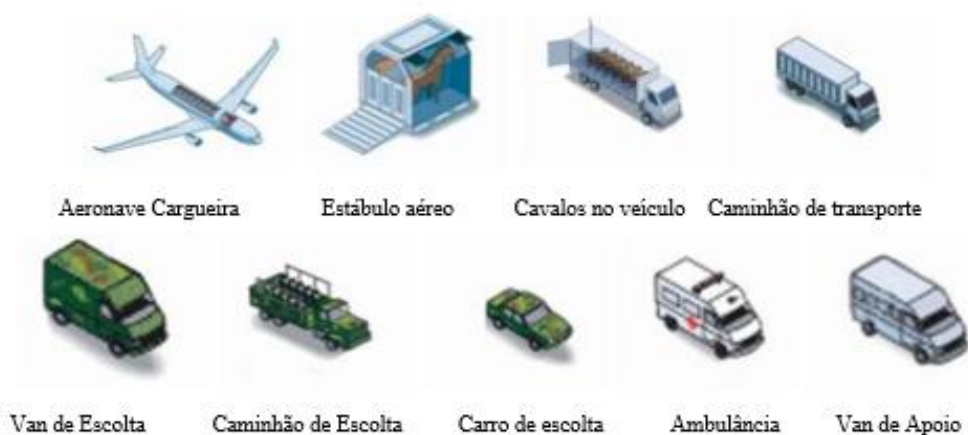 Aeronave Cargueira Estábulo aéreo Cavalos no veículo Caminhão de transporte
Van de Escolta Caminhão de Escolta Carro de escolta Ambulância Van de Apoio